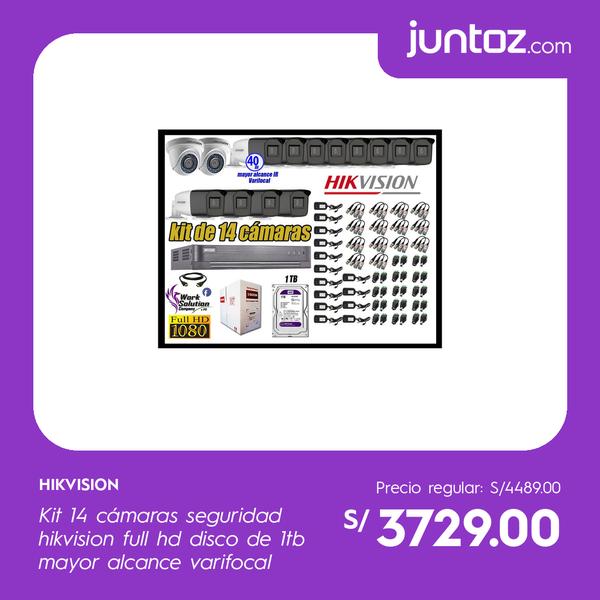 juntoz.com
40
mayor alcance IR
Varifocal
HIKVISION
kit de 14 cámaras
1 TB
Work
Solution
Company
Full HD
1080
HIKVISION
Precio regular: S/4489.00
Kit 14 cámaras seguridad
hikvision full hd disco de 1tb
mayor alcance varifocal
S/ 3729.00